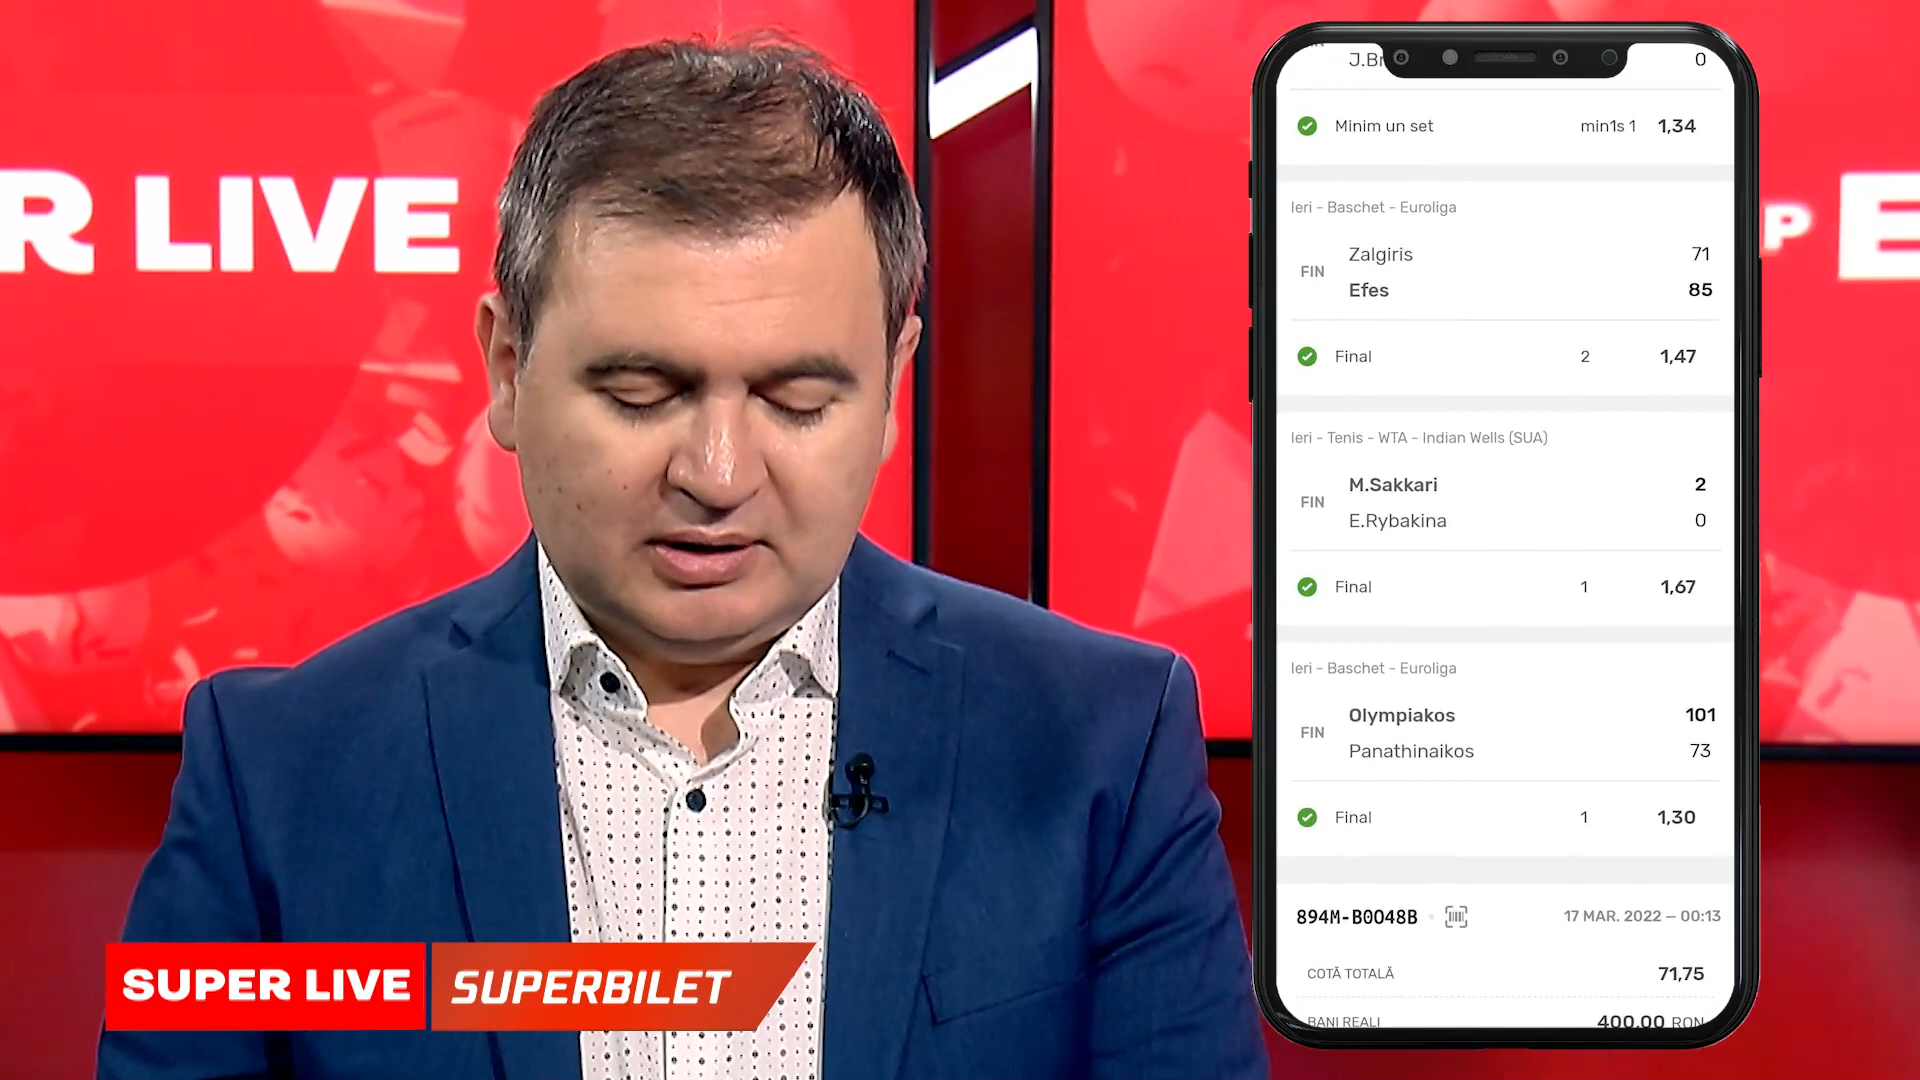 R LIVE
P E
J.Br 0
Minim un set min1s 1 1,34
Ieri - Baschet - Euroliga
Zalgiris 71
FIN
Efes 85
Final 2 1,47
Ieri - Tenis - WTA - Indian Wells (SUA)
M.Sakkari 2
FIN
E.Rybakina 0
Final 1 1,67
Ieri - Baschet - Euroliga
Olympiakos 101
FIN
Panathinaikos 73
Final 1 1,30
894M-B0O48B 17 MAR. 2022 – 00:13
COTĂ TOTALĂ 71,75
BANI REALI 400,00 RON
SUPER LIVE SUPERBILET